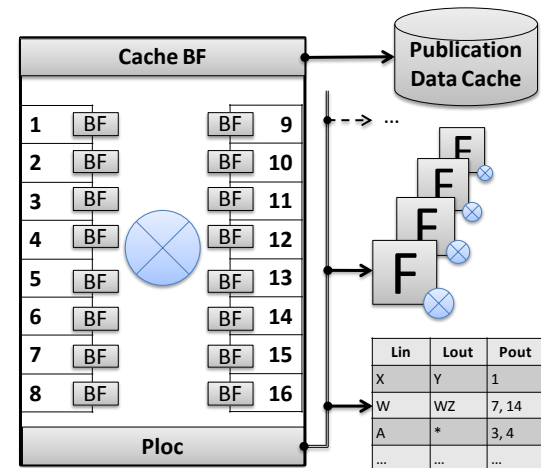 Cache BF
Publication
Data Cache
...
1 BF BF 9
2 BF BF 10
3 BF BF 11
4 BF BF 12
5 BF BF 13
6 BF BF 14
7 BF BF 15
8 BF BF 16
F
F
F
F
Lin Lout Pout
X Y 1
W WZ 7, 14
A * 3, 4
... ... ...
Ploc